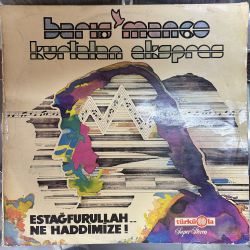 barış manço
kurtalan ekspres
ESTAĞFURULLAH...
NE HADDİMİZE!
türküola
Super Stereo